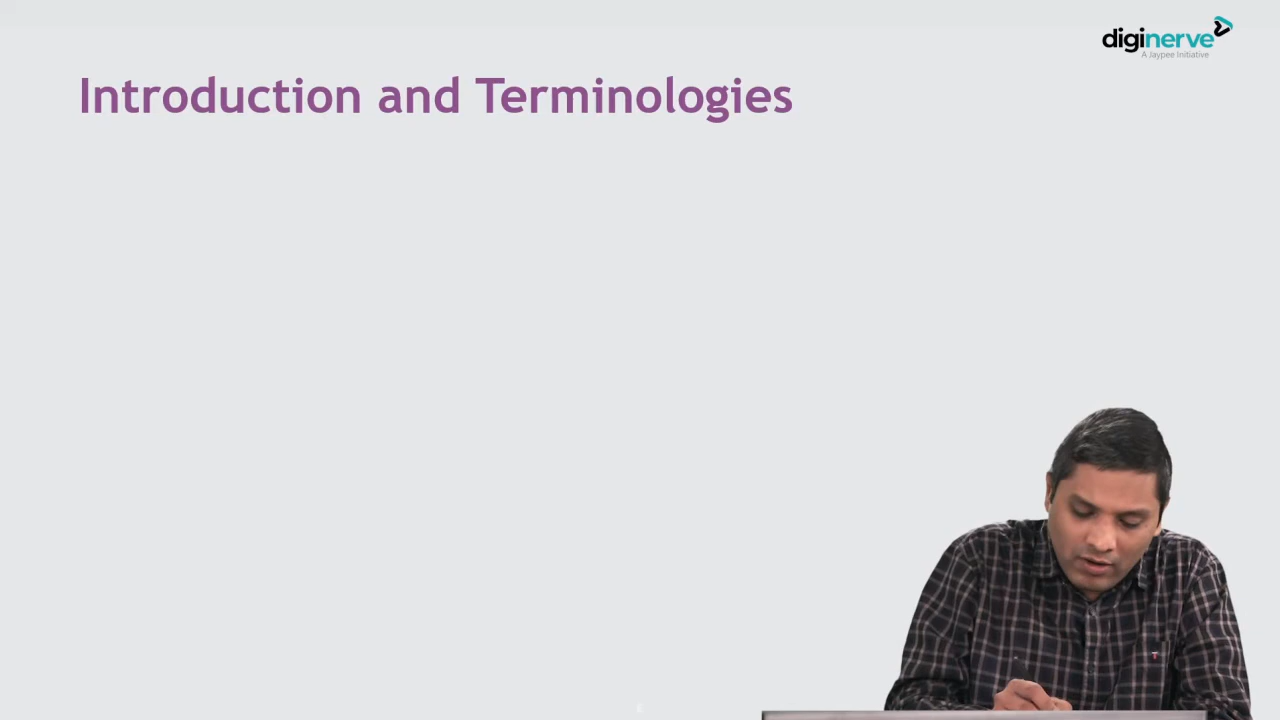 diginerve
A Jaypee Initiative
Introduction and Terminologies